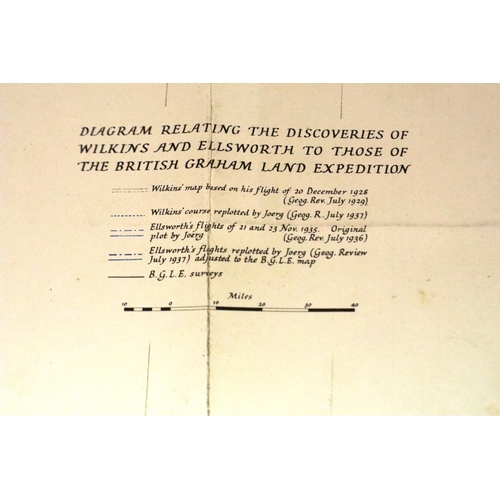 DIAGRAM RELATING THE DISCOVERIES OF
WILKINS AND ELLSWORTH TO THOSE OF
THE BRITISH GRAHAM LAND EXPEDITION
Wilkins' map based on his flight of 20 December 1928
(Geog. Rev. July 1929)
Wilkins' course replotted by Joerg (Geog. R., July 1937)
Ellsworth's flights of 21 and 23 Nov. 1935. Original
plot by Joerg (Geog. Rev. July 1936)
Ellsworth's flights replotted by Joerg (Geog. Review
July 1937) adjusted to the B.G.L.E. map
B.G.L.E. surveys
Miles
10 0 10 20 30 40